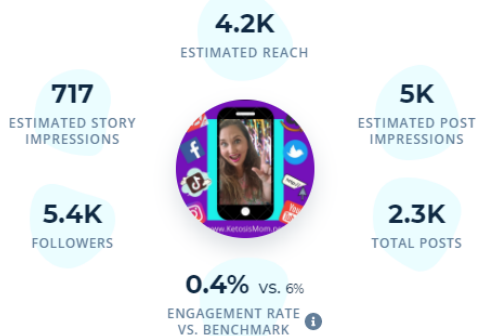 4.2K
ESTIMATED REACH
717
ESTIMATED STORY
IMPRESSIONS
5K
ESTIMATED POST
IMPRESSIONS
5.4K
FOLLOWERS
2.3K
TOTAL POSTS
0.4% vs. 6%
ENGAGEMENT RATE
VS. BENCHMARK